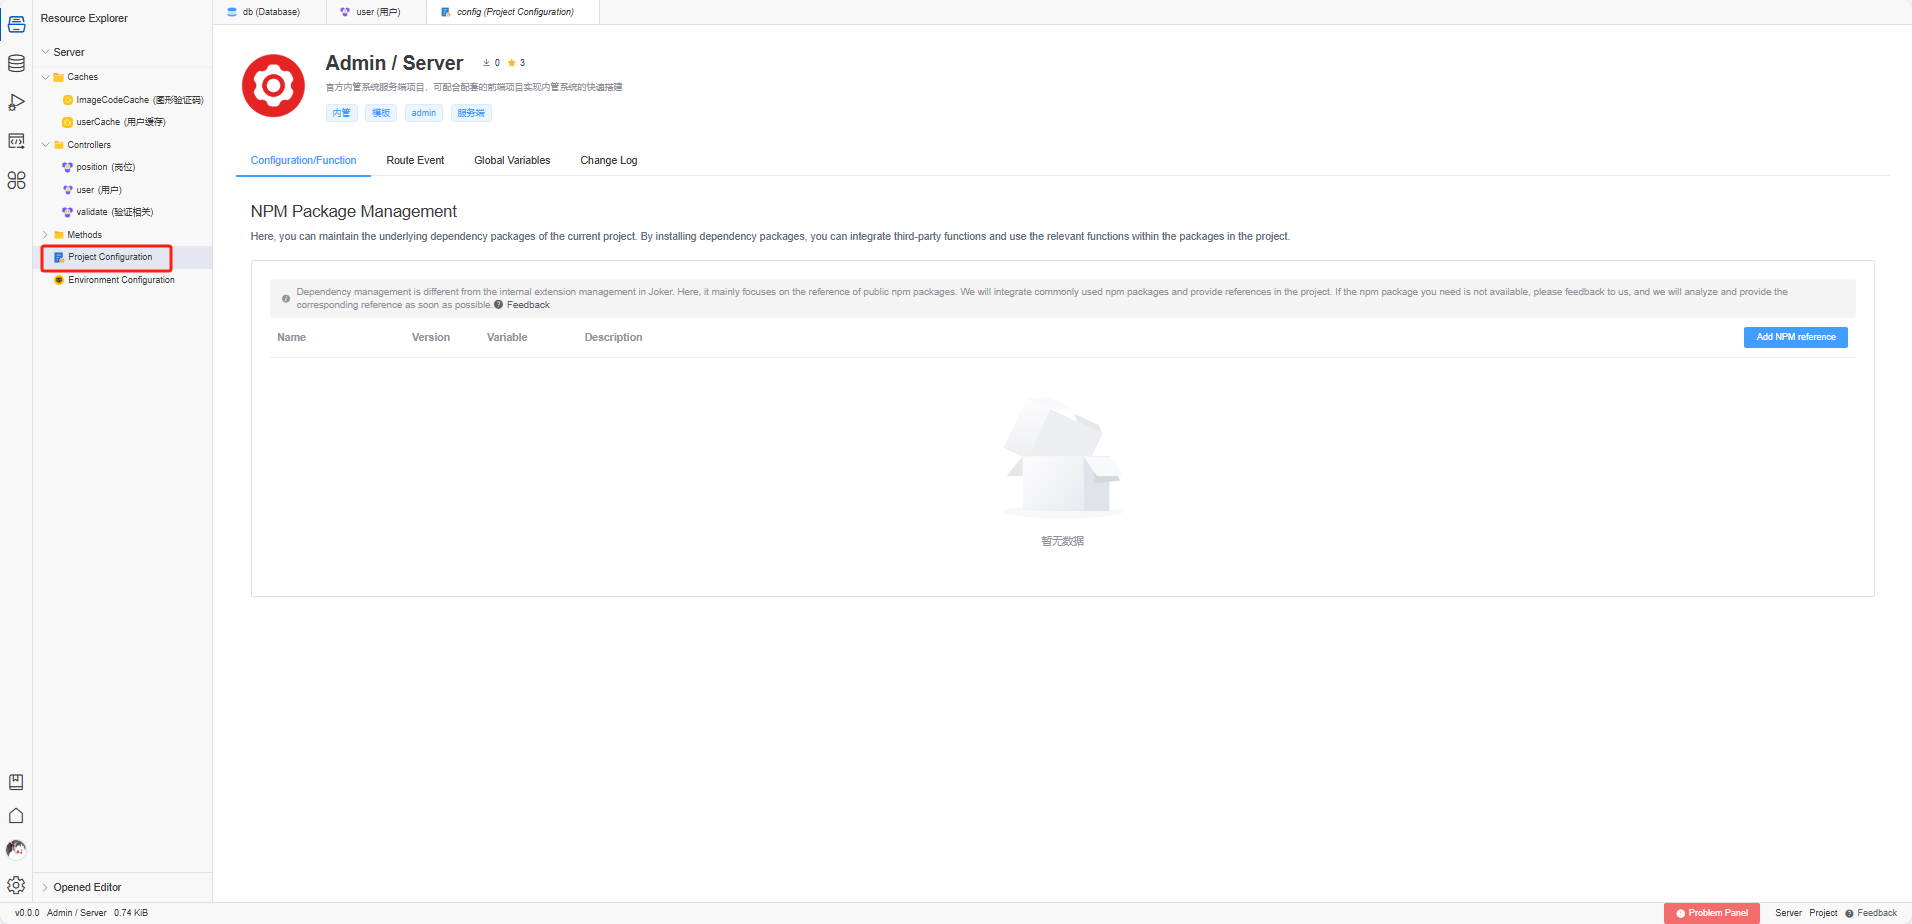 Resource Explorer
db (Database)
user (用户)
config (Project Configuration)
Server
Caches
ImageCodeCache (图形验证码)
userCache (用户缓存)
Controllers
position (岗位)
user (用户)
validate (验证相关)
Methods
Project Configuration
Environment Configuration
Admin / Server
0
3
官方内管系统服务端项目，可配合配套的前端项目实现内管系统的快速搭建
内管
模板
admin
服务端
Configuration/Function
Route Event
Global Variables
Change Log
NPM Package Management
Here, you can maintain the underlying dependency packages of the current project. By installing dependency packages, you can integrate third-party functions and use the relevant functions within the packages in the project.
Dependency management is different from the internal extension management in Joker. Here, it mainly focuses on the reference of public npm packages. We will integrate commonly used npm packages and provide references in the project. If the npm package you need is not available, please feedback to us, and we will analyze and provide the
corresponding reference as soon as possible. Feedback
Name
Version
Variable
Description
Add NPM reference
暂无数据
Opened Editor
v0.0.0 Admin / Server 0.74 KiB
Problem Panel
Server
Project
Feedback